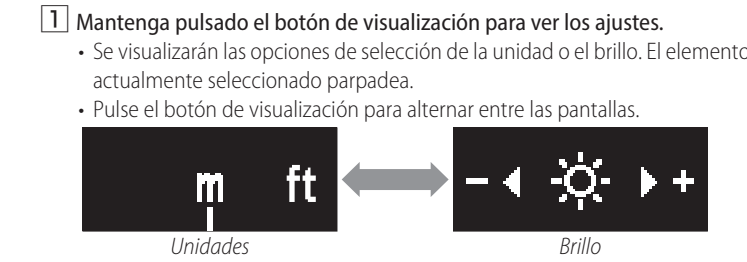 1 Mantenga pulsado el botón de visualización para ver los ajustes.
• Se visualizarán las opciones de selección de la unidad o el brillo. El elemento
actualmente seleccionado parpadea.
• Pulse el botón de visualización para alternar entre las pantallas.
m ft - +
Unidades Brillo